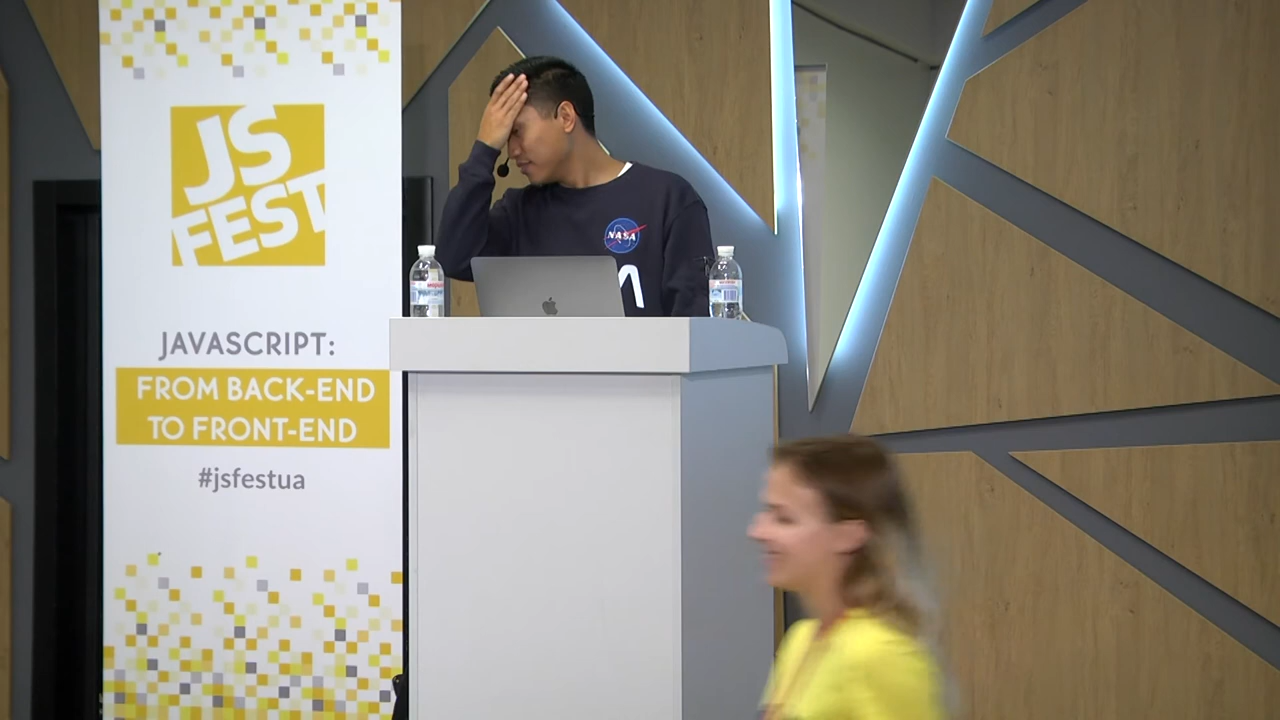 JS
FEST
JAVASCRIPT:
FROM BACK-END
TO FRONT-END
#jsfestua
NASA